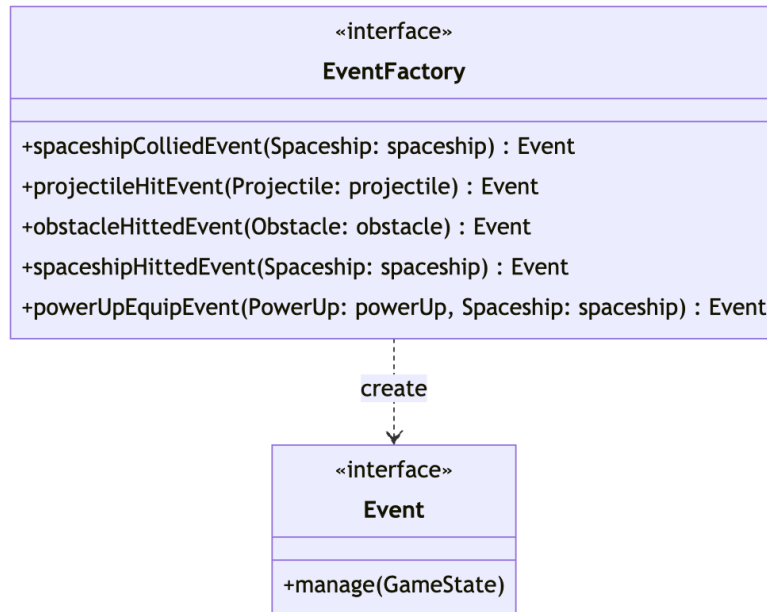 «interface»
EventFactory
+spaceshipColliedEvent(Spaceship: spaceship) : Event
+projectileHitEvent(Projectile: projectile) : Event
+obstacleHittedEvent(Obstacle: obstacle) : Event
+spaceshipHittedEvent(Spaceship: spaceship) : Event
+powerUpEquipEvent(PowerUp: powerUp, Spaceship: spaceship) : Event
create
«interface»
Event
+manage(GameState)